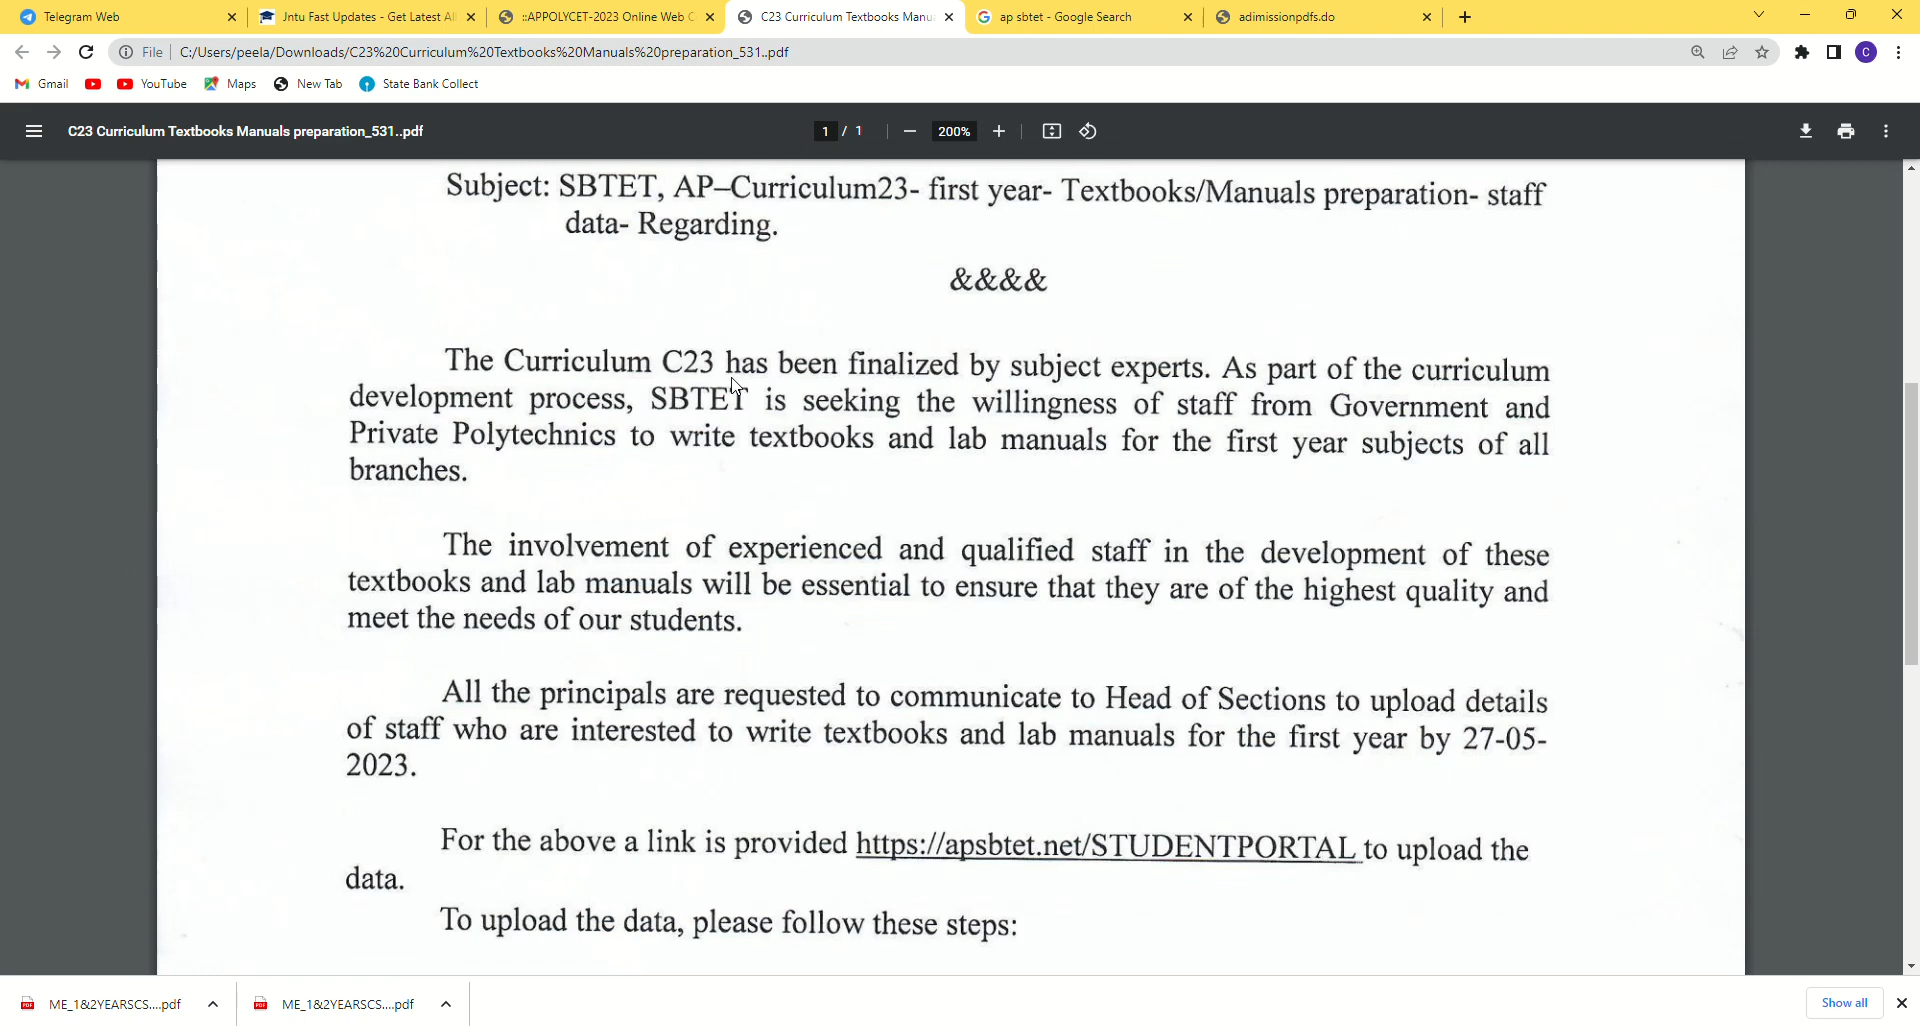 Telegram Web
Jntu Fast Updates - Get Latest All
::APPOLYCET-2023 Online Web C
C23 Curriculum Textbooks Manu
ap sbtet - Google Search
adimissionpdfs.do
File
C:/Users/peela/Downloads/C23%20Curriculum%20Textbooks%20Manuals%20preparation_531..pdf
C
Gmail
YouTube
Maps
New Tab
State Bank Collect
C23 Curriculum Textbooks Manuals preparation_531..pdf
1 / 1
200%
Subject: SBTET, AP–Curriculum23- first year- Textbooks/Manuals preparation- staff
data- Regarding.
&&&&
The Curriculum C23 has been finalized by subject experts. As part of the curriculum
development process, SBTET is seeking the willingness of staff from Government and
Private Polytechnics to write textbooks and lab manuals for the first year subjects of all
branches.
The involvement of experienced and qualified staff in the development of these
textbooks and lab manuals will be essential to ensure that they are of the highest quality and
meet the needs of our students.
All the principals are requested to communicate to Head of Sections to upload details
of staff who are interested to write textbooks and lab manuals for the first year by 27-05-
2023.
For the above a link is provided https://apsbtet.net/STUDENTPORTAL to upload the
data.
To upload the data, please follow these steps:
ME_1&2YEARSCS....pdf
ME_1&2YEARSCS....pdf
Show all